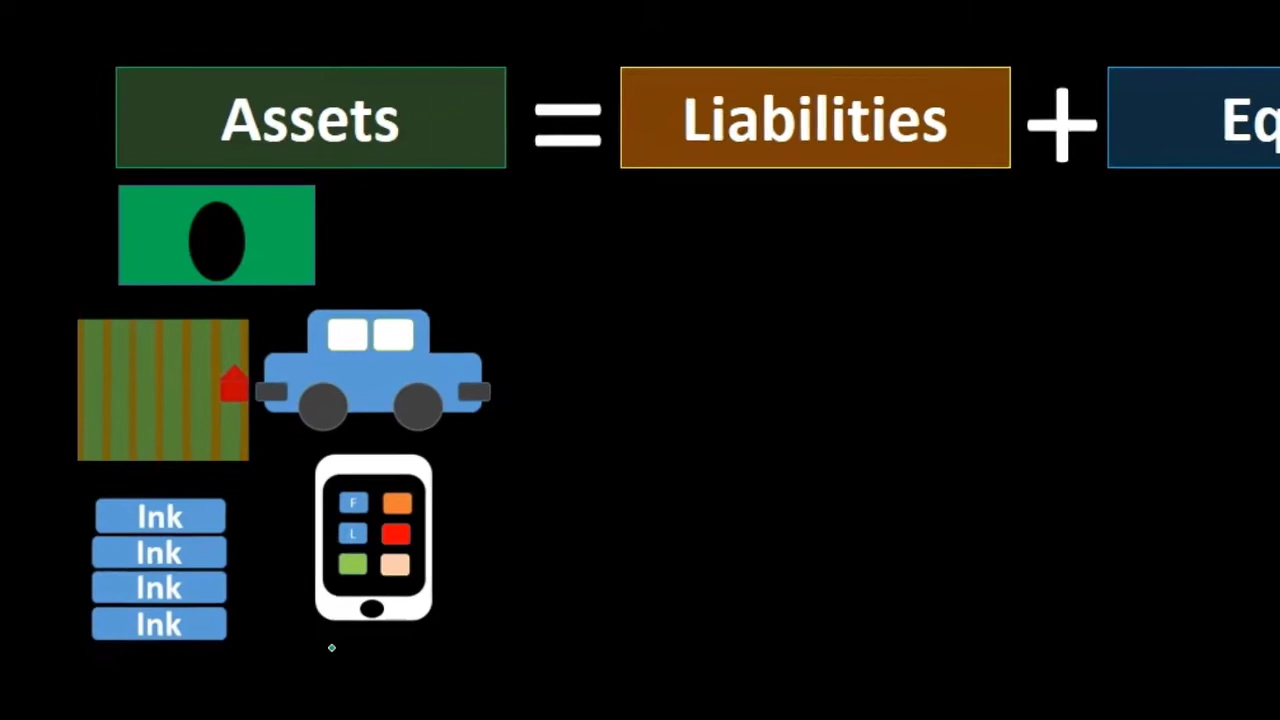 Assets = Liabilities + Eq
Ink
Ink
Ink
Ink
F
L